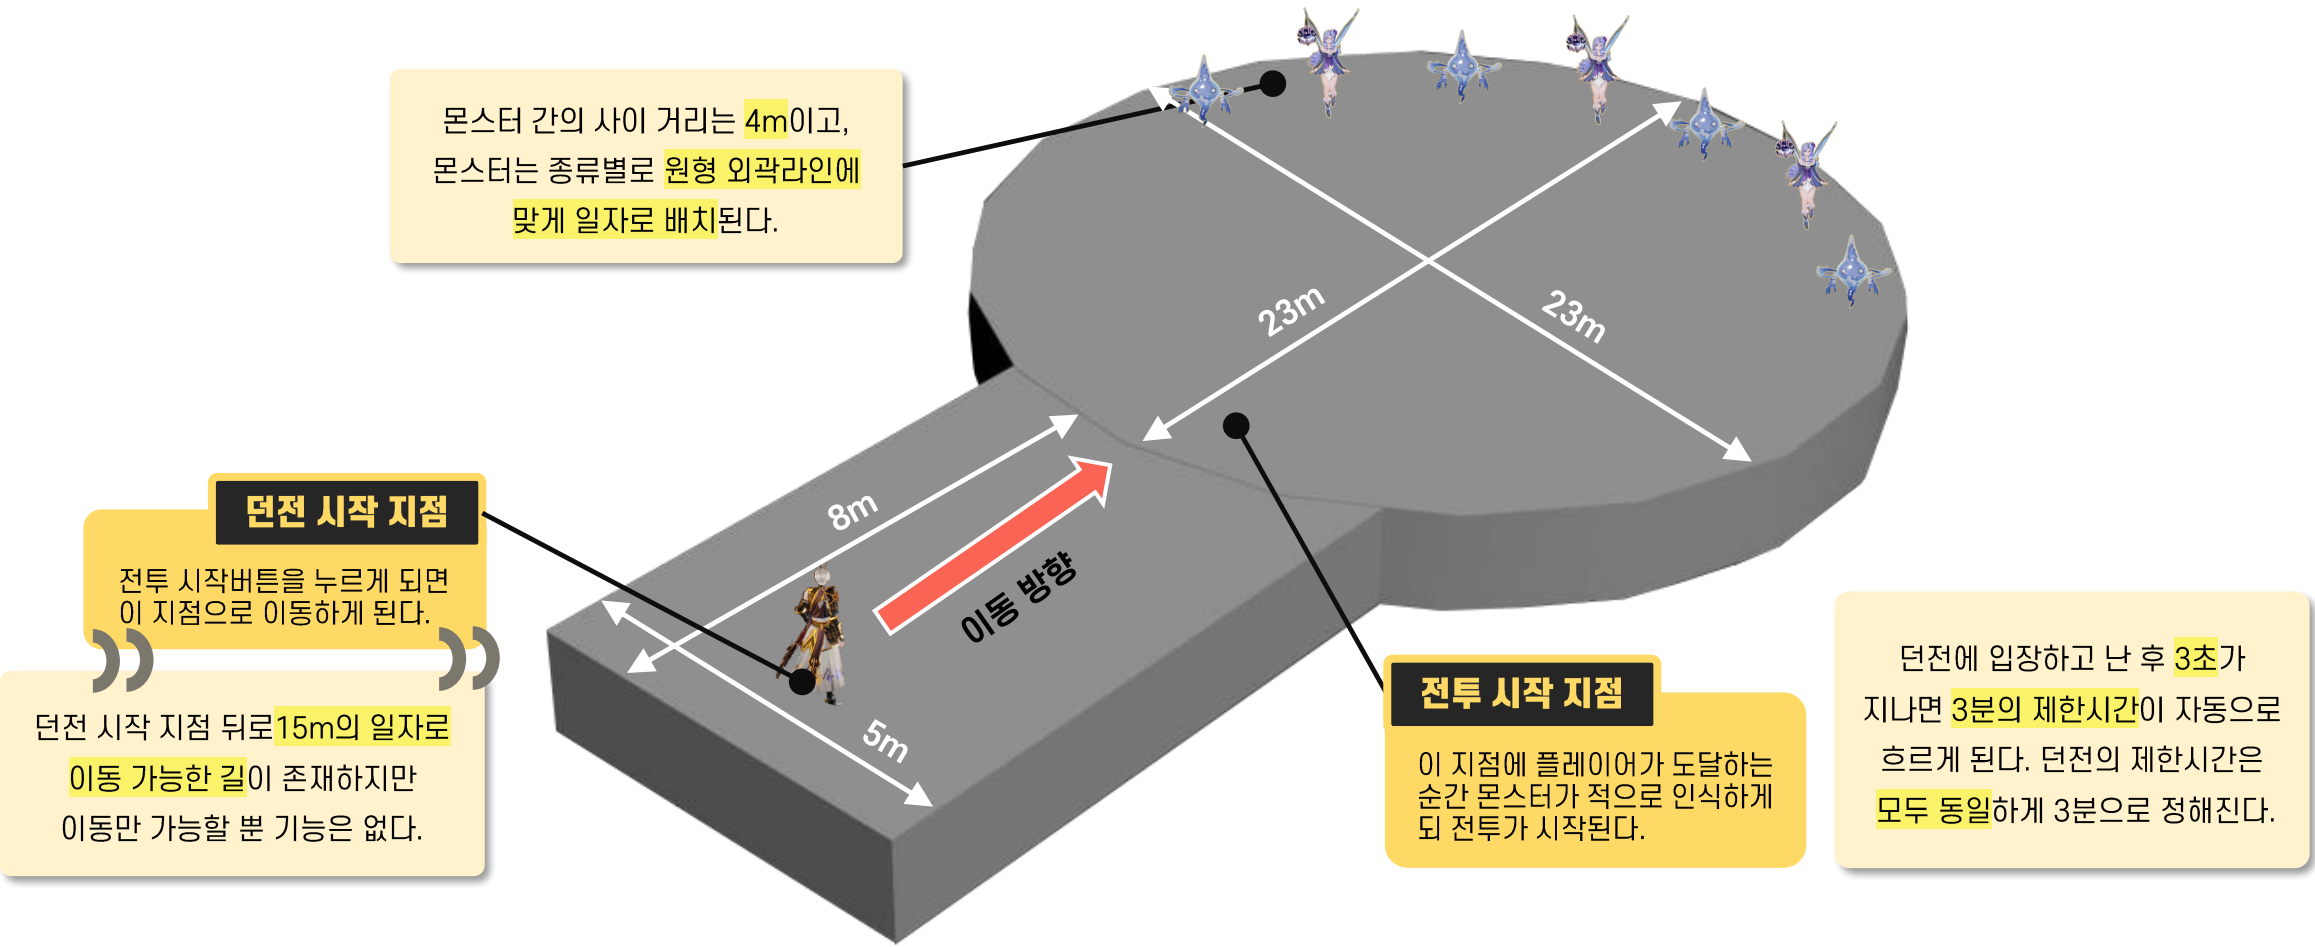 몬스터 간의 사이 거리는 4m이고,
몬스터는 종류별로 원형 외곽라인에
맞게 일자로 배치된다.
23m
23m
던전 시작 지점
전투 시작버튼을 누르게 되면
이 지점으로 이동하게 된다.
던전 시작 지점 뒤로15m의 일자로
이동 가능한 길이 존재하지만
이동만 가능할 뿐 기능은 없다.
8m
이동 방향
5m
전투 시작 지점
이 지점에 플레이어가 도달하는
순간 몬스터가 적으로 인식하게
되 전투가 시작된다.
던전에 입장하고 난 후 3초가
지나면 3분의 제한시간이 자동으로
흐르게 된다. 던전의 제한시간은
모두 동일하게 3분으로 정해진다.